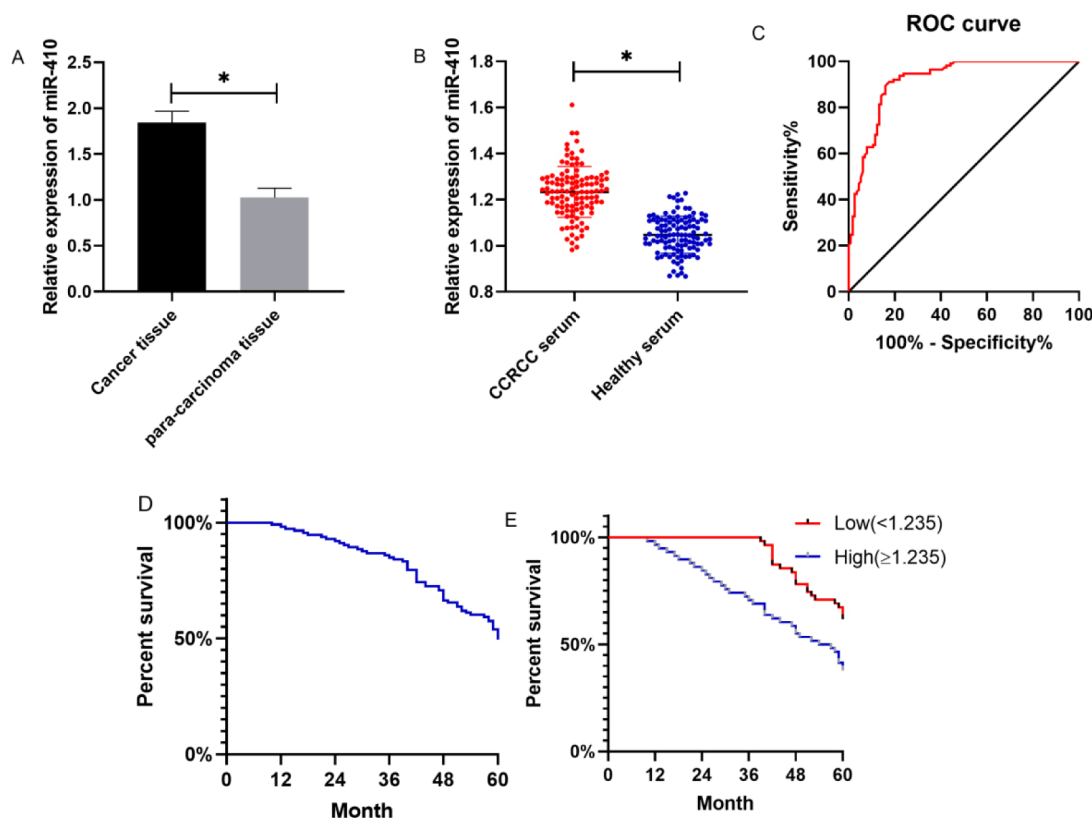 A
Relative expression of miR-410
2.5
2.0
1.5
1.0
0.5
0.0
*
Cancer tissue
para-carcinoma tissue
B
Relative expression of miR-410
1.8
1.6
1.4
1.2
1.0
0.8
*
CCRCC serum
Healthy serum
C
ROC curve
Sensitivity%
100
80
60
40
20
0
0 20 40 60 80 100
100% - Specificity%
D
Percent survival
100%
50%
0%
0 12 24 36 48 60
Month
E
Percent survival
100%
50%
0%
0 12 24 36 48 60
Month
Low(<1.235)
High(≥1.235)